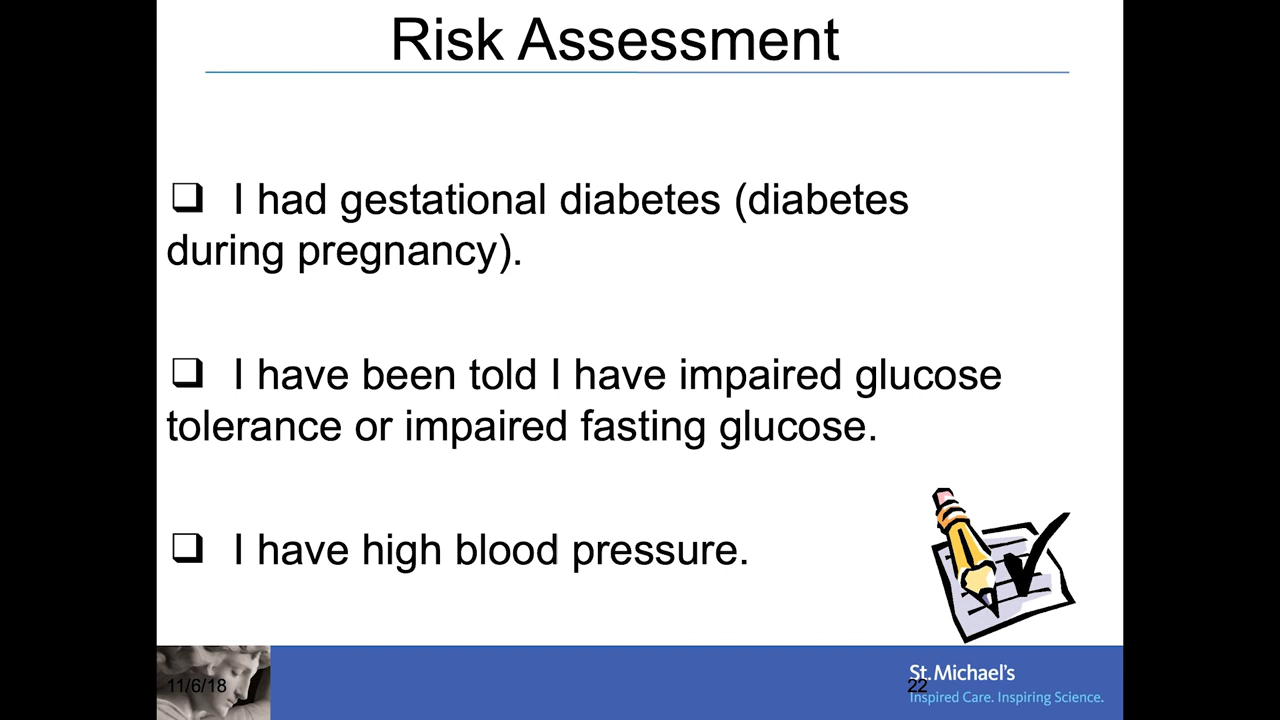 Risk Assessment
❑ I had gestational diabetes (diabetes
during pregnancy).
❑ I have been told I have impaired glucose
tolerance or impaired fasting glucose.
❑ I have high blood pressure.
11/6/18
St. Michael's
22
Inspired Care. Inspiring Science.